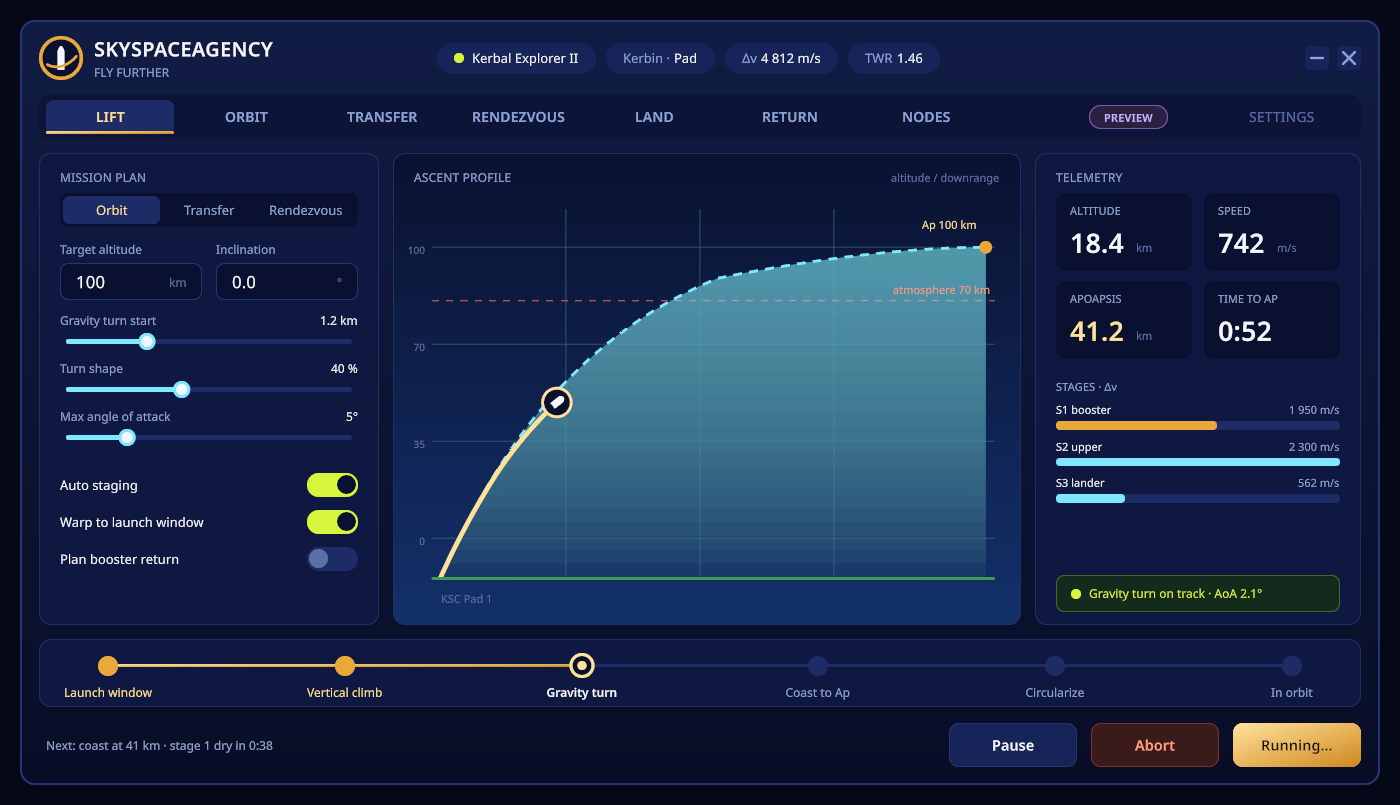 SKYSPACEAGENCY
FLY FURTHER
Kerbal Explorer II
Kerbin · Pad
Δv 4 812 m/s
TWR 1.46
LIFT
ORBIT
TRANSFER
RENDEZVOUS
LAND
RETURN
NODES
PREVIEW
SETTINGS
MISSION PLAN
Orbit
Transfer
Rendezvous
Target altitude
Inclination
100 km
0.0 °
Gravity turn start 1.2 km
Turn shape 40 %
Max angle of attack 5°
Auto staging
Warp to launch window
Plan booster return
ASCENT PROFILE
altitude / downrange
Ap 100 km
100
atmosphere 70 km
70
35
0
KSC Pad 1
TELEMETRY
ALTITUDE
18.4 km
SPEED
742 m/s
APOAPSIS
41.2 km
TIME TO AP
0:52
STAGES · Δv
S1 booster 1 950 m/s
S2 upper 2 300 m/s
S3 lander 562 m/s
Gravity turn on track · AoA 2.1°
Launch window
Vertical climb
Gravity turn
Coast to Ap
Circularize
In orbit
Next: coast at 41 km · stage 1 dry in 0:38
Pause
Abort
Running…